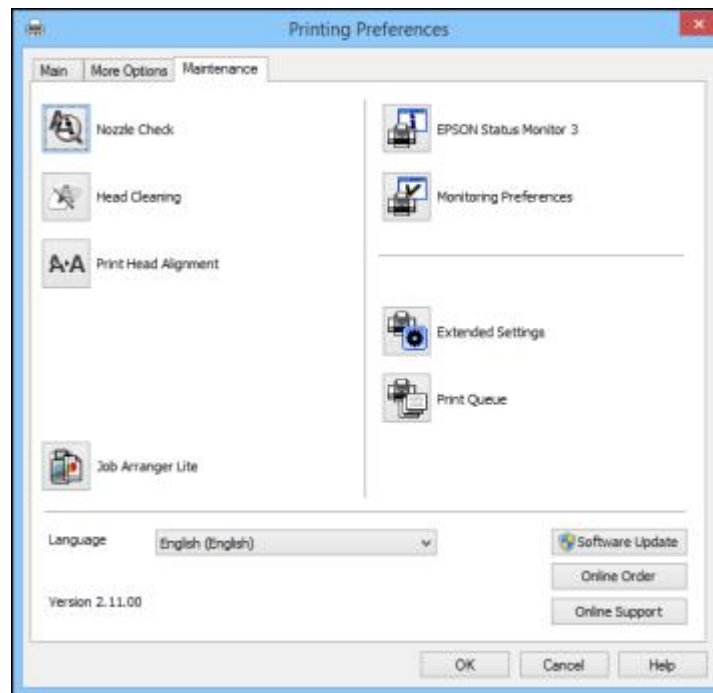 Printing Preferences
Main
More Options
Maintenance
Nozzle Check
Head Cleaning
A·A Print Head Alignment
Job Arranger Lite
EPSON Status Monitor 3
Monitoring Preferences
Extended Settings
Print Queue
Language
English (English)
Version 2.11.00
Software Update
Online Order
Online Support
OK
Cancel
Help